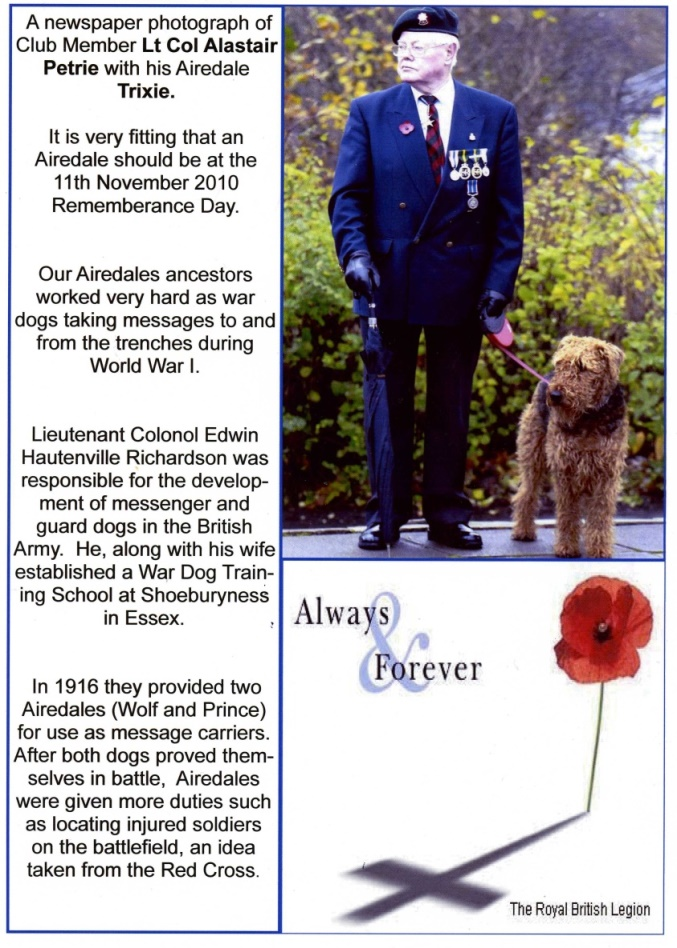 A newspaper photograph of
Club Member Lt Col Alastair
Petrie with his Airedale
Trixie.
It is very fitting that an
Airedale should be at the
11th November 2010
Rememberance Day.
Our Airedales ancestors
worked very hard as war
dogs taking messages to and
from the trenches during
World War I.
Lieutenant Colonol Edwin
Hautenville Richardson was
responsible for the develop-
ment of messenger and
guard dogs in the British
Army. He, along with his wife
established a War Dog Train-
ing School at Shoeburyness
in Essex.
In 1916 they provided two
Airedales (Wolf and Prince)
for use as message carriers.
After both dogs proved them-
selves in battle, Airedales
were given more duties such
as locating injured soldiers
on the battlefield, an idea
taken from the Red Cross.
Always
&
Forever
The Royal British Legion